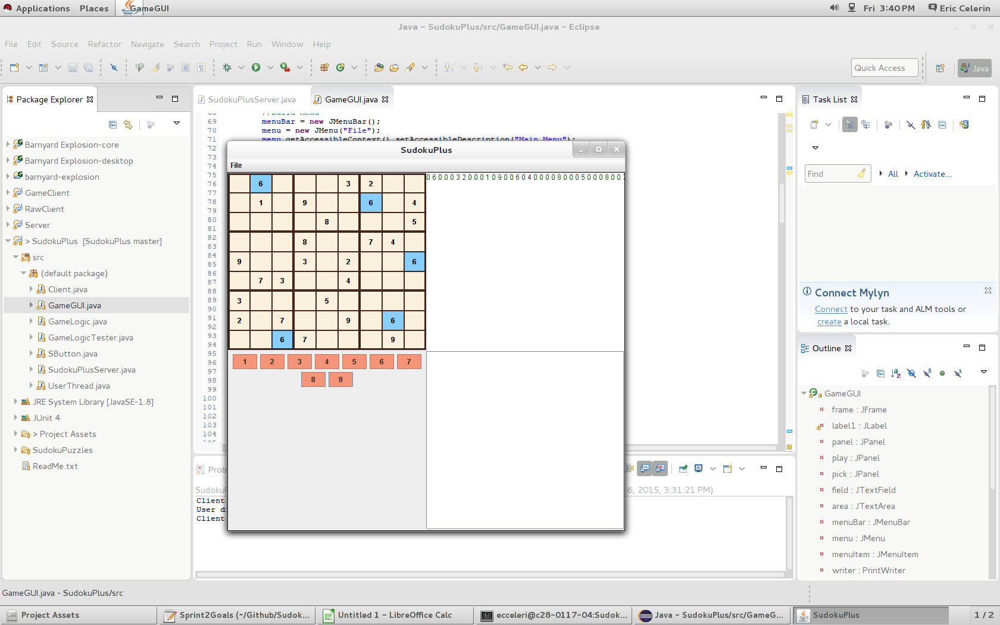 Applications Places GameGUI Fri 3:40 PM Eric Celerin
Java - SudokuPlus/src/GameGUI.java - Eclipse
File Edit Source Refactor Navigate Search Project Run Window Help
Quick Access Java
Package Explorer
Barnyard Explosion-core
Barnyard Explosion-desktop
barnyard-explosion
GameClient
RawClient
Server
> SudokuPlus [SudokuPlus master]
src
(default package)
Client.java
GameGUI.java
GameLogic.java
GameLogicTester.java
SButton.java
SudokuPlusServer.java
UserThread.java
JRE System Library [JavaSE-1.8]
JUnit 4
> Project Assets
SudokuPuzzles
ReadMe.txt
SudokuPlusServer.java GameGUI.java
68 //Build Menu
69 menuBar = new JMenuBar();
70 menu = new JMenu("File");
71 menu.getAccessibleContext().setAccessibleDescription("Main Menu");
72
73
74
75
76
77
78
79
80
81
82
83
84
85
86
87
88
89
90
91
92
93
94
95
96
97
98
99
100
101
102
103
104
105
SudokuPlus
File
6 3 2
1 9 6 4
8 5
8 7 4
9 3 2 6
7 3 4
3 5
2 7 9 6
6 7 9
0 6 0 0 0 3 2 0 0 0 1 0 9 0 0 6 0 4 0 0 0 0 8 0 0 0 5 0 0 0 8 0 0 7
1 2 3 4 5 6 7
8 9
Prob
SudokuP 6, 2015, 3:31:21 PM)
Client
User di
Client
Task List
Find All Activate...
Connect Mylyn
Connect to your task and ALM tools or
create a local task.
Outline
GameGUI
frame : JFrame
label1 : JLabel
panel : JPanel
play : JPanel
pick : JPanel
field : JTextField
area : JTextArea
menuBar : JMenuBar
menu : JMenu
menuItem : JMenuItem
writer : PrintWriter
GameGUI.java - SudokuPlus/src
Project Assets Sprint2Goals (~/Github/Sudok... Untitled 1 - LibreOffice Calc ecceleri@c28-0117-04:Sudok... Java - SudokuPlus/src/GameG... SudokuPlus 1 / 2